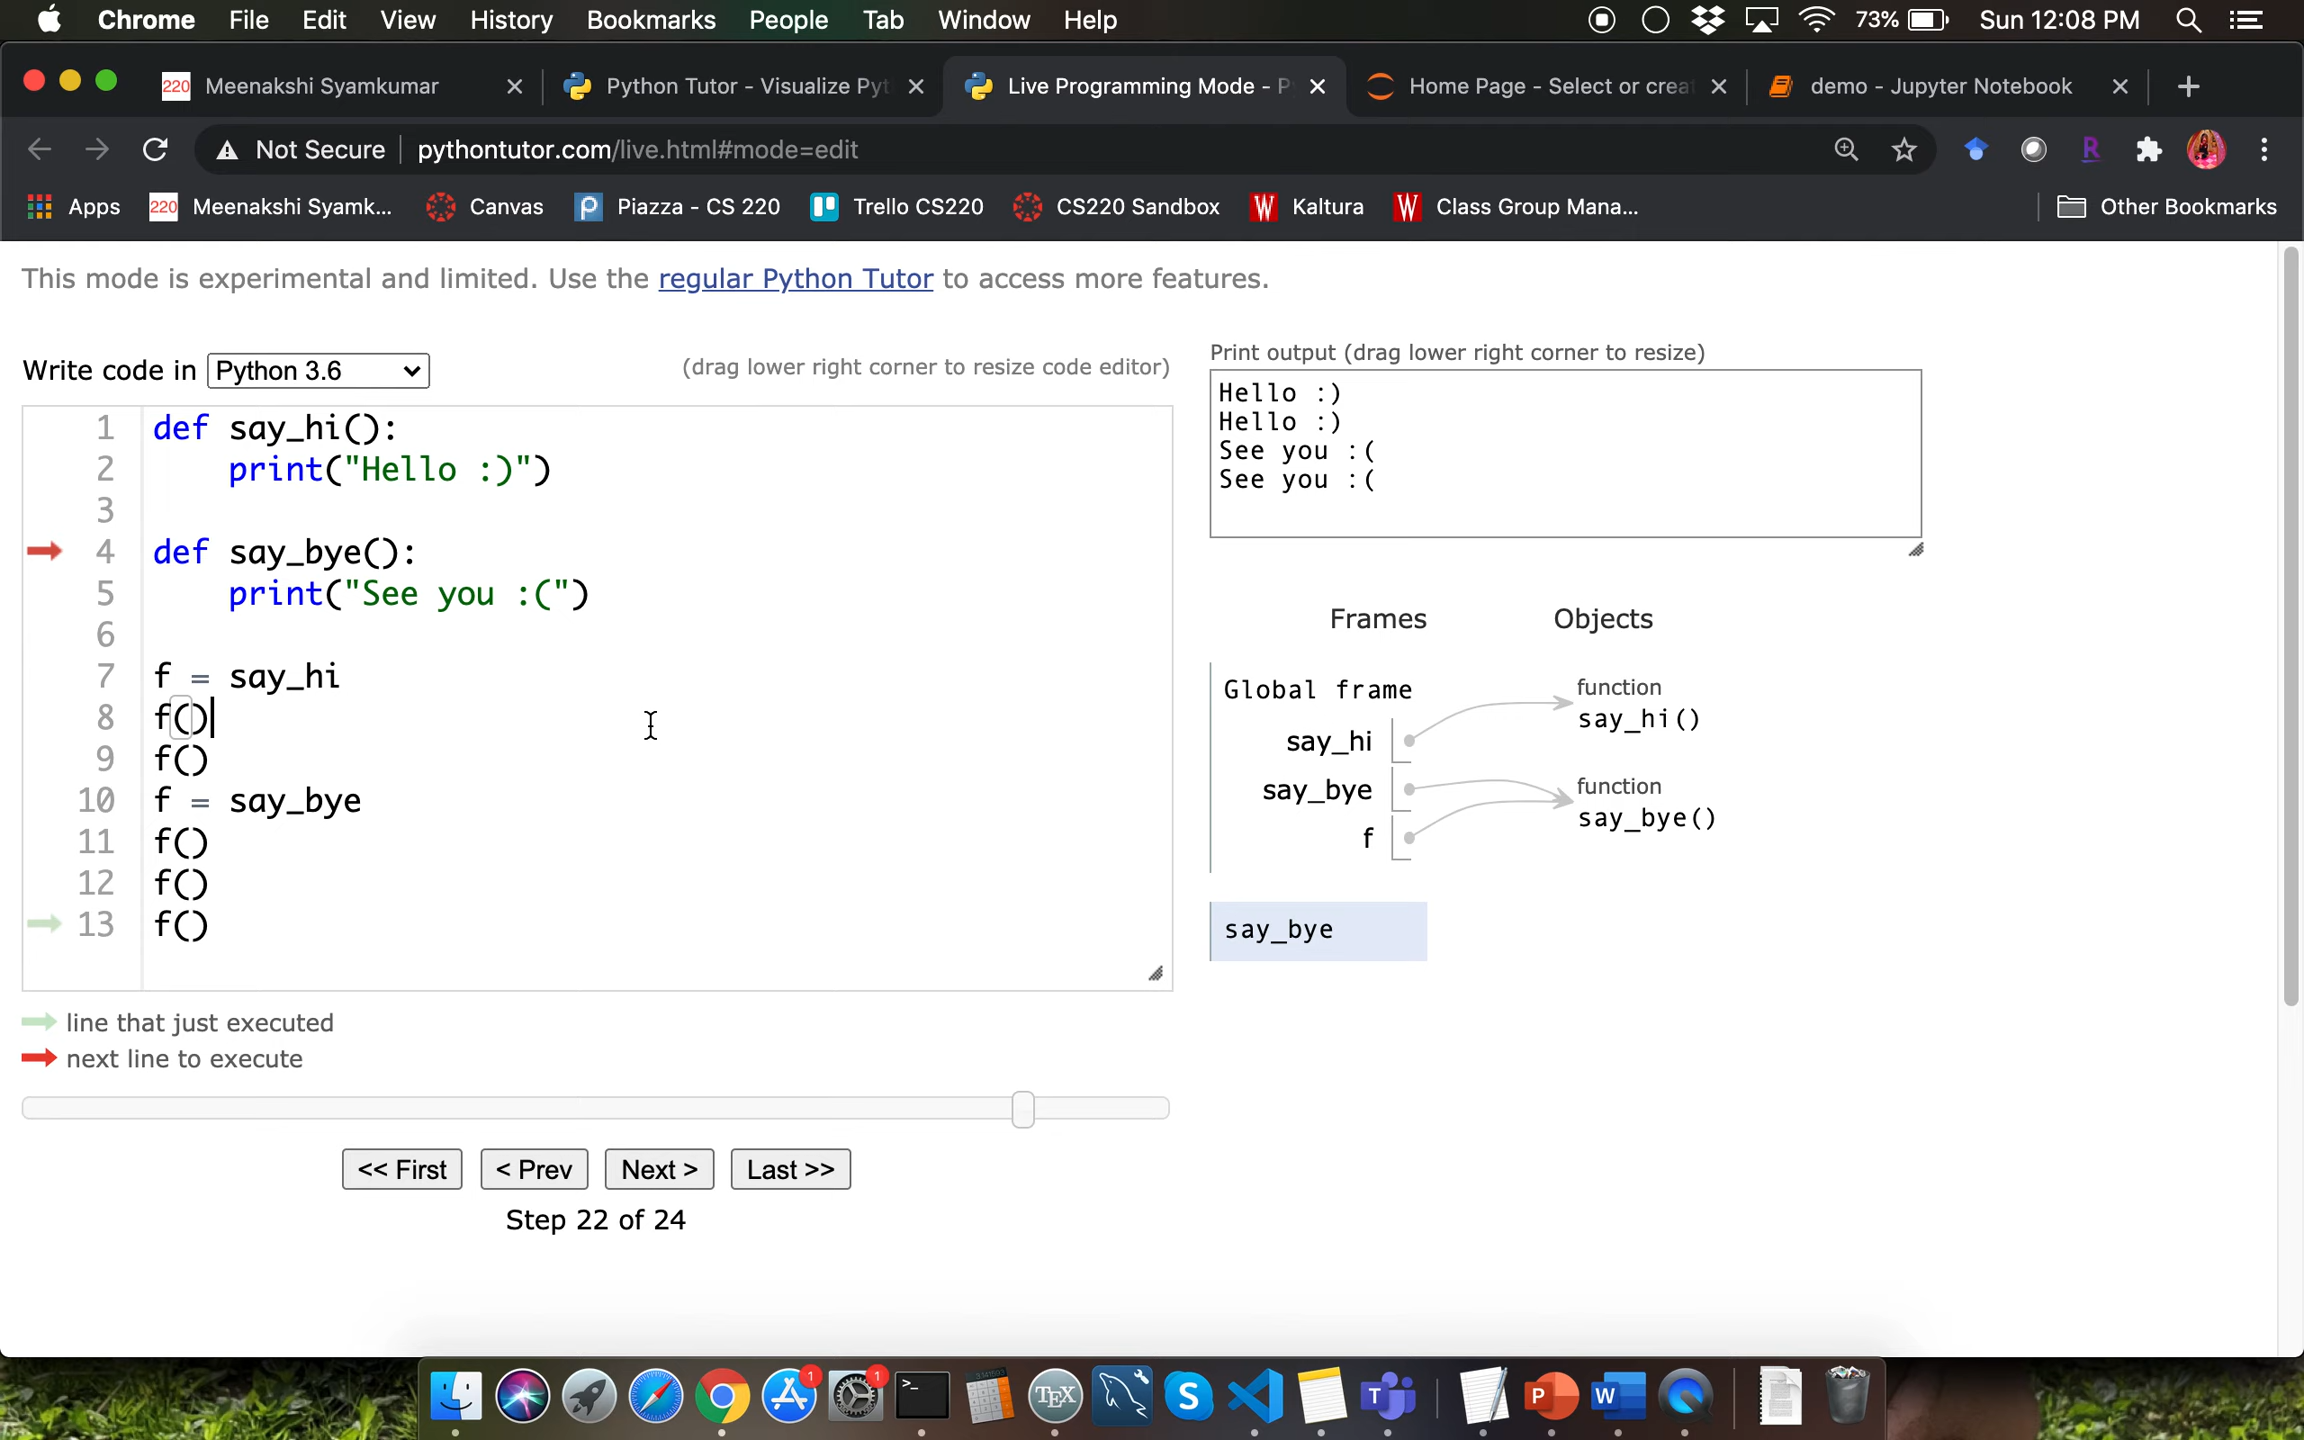 Chrome File Edit View History Bookmarks People Tab Window Help 73% Sun 12:08 PM
220 Meenakshi Syamkumar Python Tutor - Visualize Pyt Live Programming Mode - P Home Page - Select or creat demo - Jupyter Notebook
Not Secure pythontutor.com/live.html#mode=edit R
Apps 220 Meenakshi Syamk... Canvas Piazza - CS 220 Trello CS220 CS220 Sandbox W Kaltura W Class Group Mana... Other Bookmarks
This mode is experimental and limited. Use the regular Python Tutor to access more features.
Write code in Python 3.6 (drag lower right corner to resize code editor)
1 def say_hi():
2 print("Hello :)")
3
4 def say_bye():
5 print("See you :(")
6
7 f = say_hi
8 f()
9 f()
10 f = say_bye
11 f()
12 f()
13 f()
line that just executed
next line to execute
<< First < Prev Next > Last >>
Step 22 of 24
Print output (drag lower right corner to resize)
Hello :)
Hello :)
See you :(
See you :(
Frames Objects
Global frame
say_hi
say_bye
f
function
say_hi()
function
say_bye()
say_bye
1 1 TEX S T P W